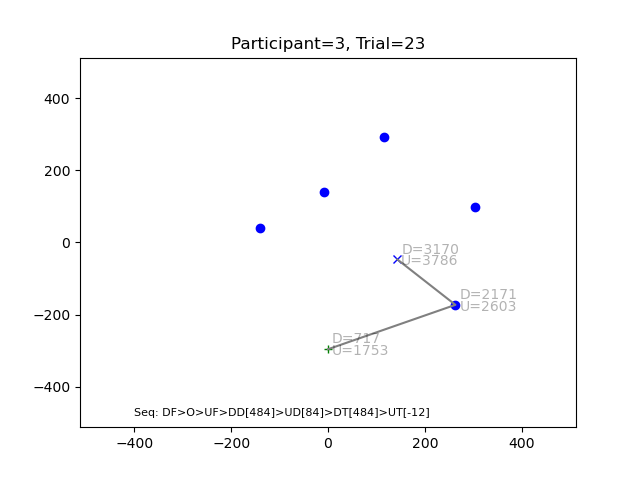 Participant=3, Trial=23
400
200
0
−200
−400
D=3170
U=3786
D=2171
U=2603
D=717
U=1753
Seq: DF>O>UF>DD[484]>UD[84]>DT[484]>UT[-12]
−400 −200 0 200 400